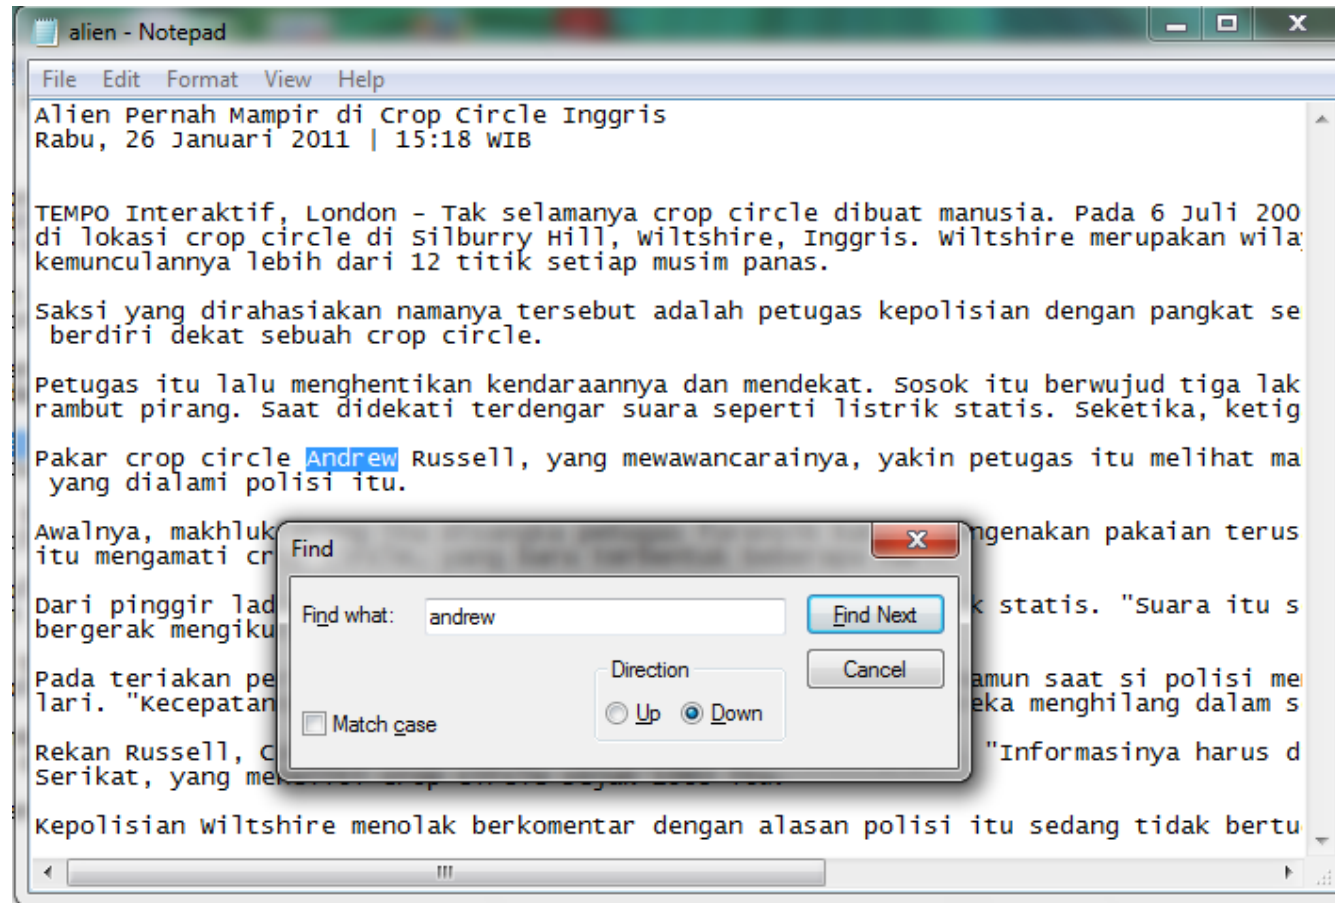 alien - Notepad
File Edit Format View Help
Alien Pernah Mampir di Crop Circle Inggris
Rabu, 26 Januari 2011 | 15:18 WIB
TEMPO Interaktif, London - Tak selamanya crop circle dibuat manusia. Pada 6 Juli 200
di lokasi crop circle di Silburry Hill, Wiltshire, Inggris. Wiltshire merupakan wila
kemunculannya lebih dari 12 titik setiap musim panas.
Saksi yang dirahasiakan namanya tersebut adalah petugas kepolisian dengan pangkat se
berdiri dekat sebuah crop circle.
Petugas itu lalu menghentikan kendaraannya dan mendekat. Sosok itu berwujud tiga lak
rambut pirang. Saat didekati terdengar suara seperti listrik statis. Seketika, ketig
Pakar crop circle Andrew Russell, yang mewawancarainya, yakin petugas itu melihat ma
yang dialami polisi itu.
Awalnya, makhluk ngenakan pakaian terus
itu mengamati cr
Dari pinggir lad k statis. "Suara itu s
bergerak mengiku
Pada teriakan pe amun saat si polisi me
lari. "Kecepatan eka menghilang dalam s
Rekan Russell, C "Informasinya harus d
Serikat, yang me
Kepolisian Wiltshire menolak berkomentar dengan alasan polisi itu sedang tidak bertu
Find
Find what: andrew Find Next
Direction Cancel
Match case Up Down